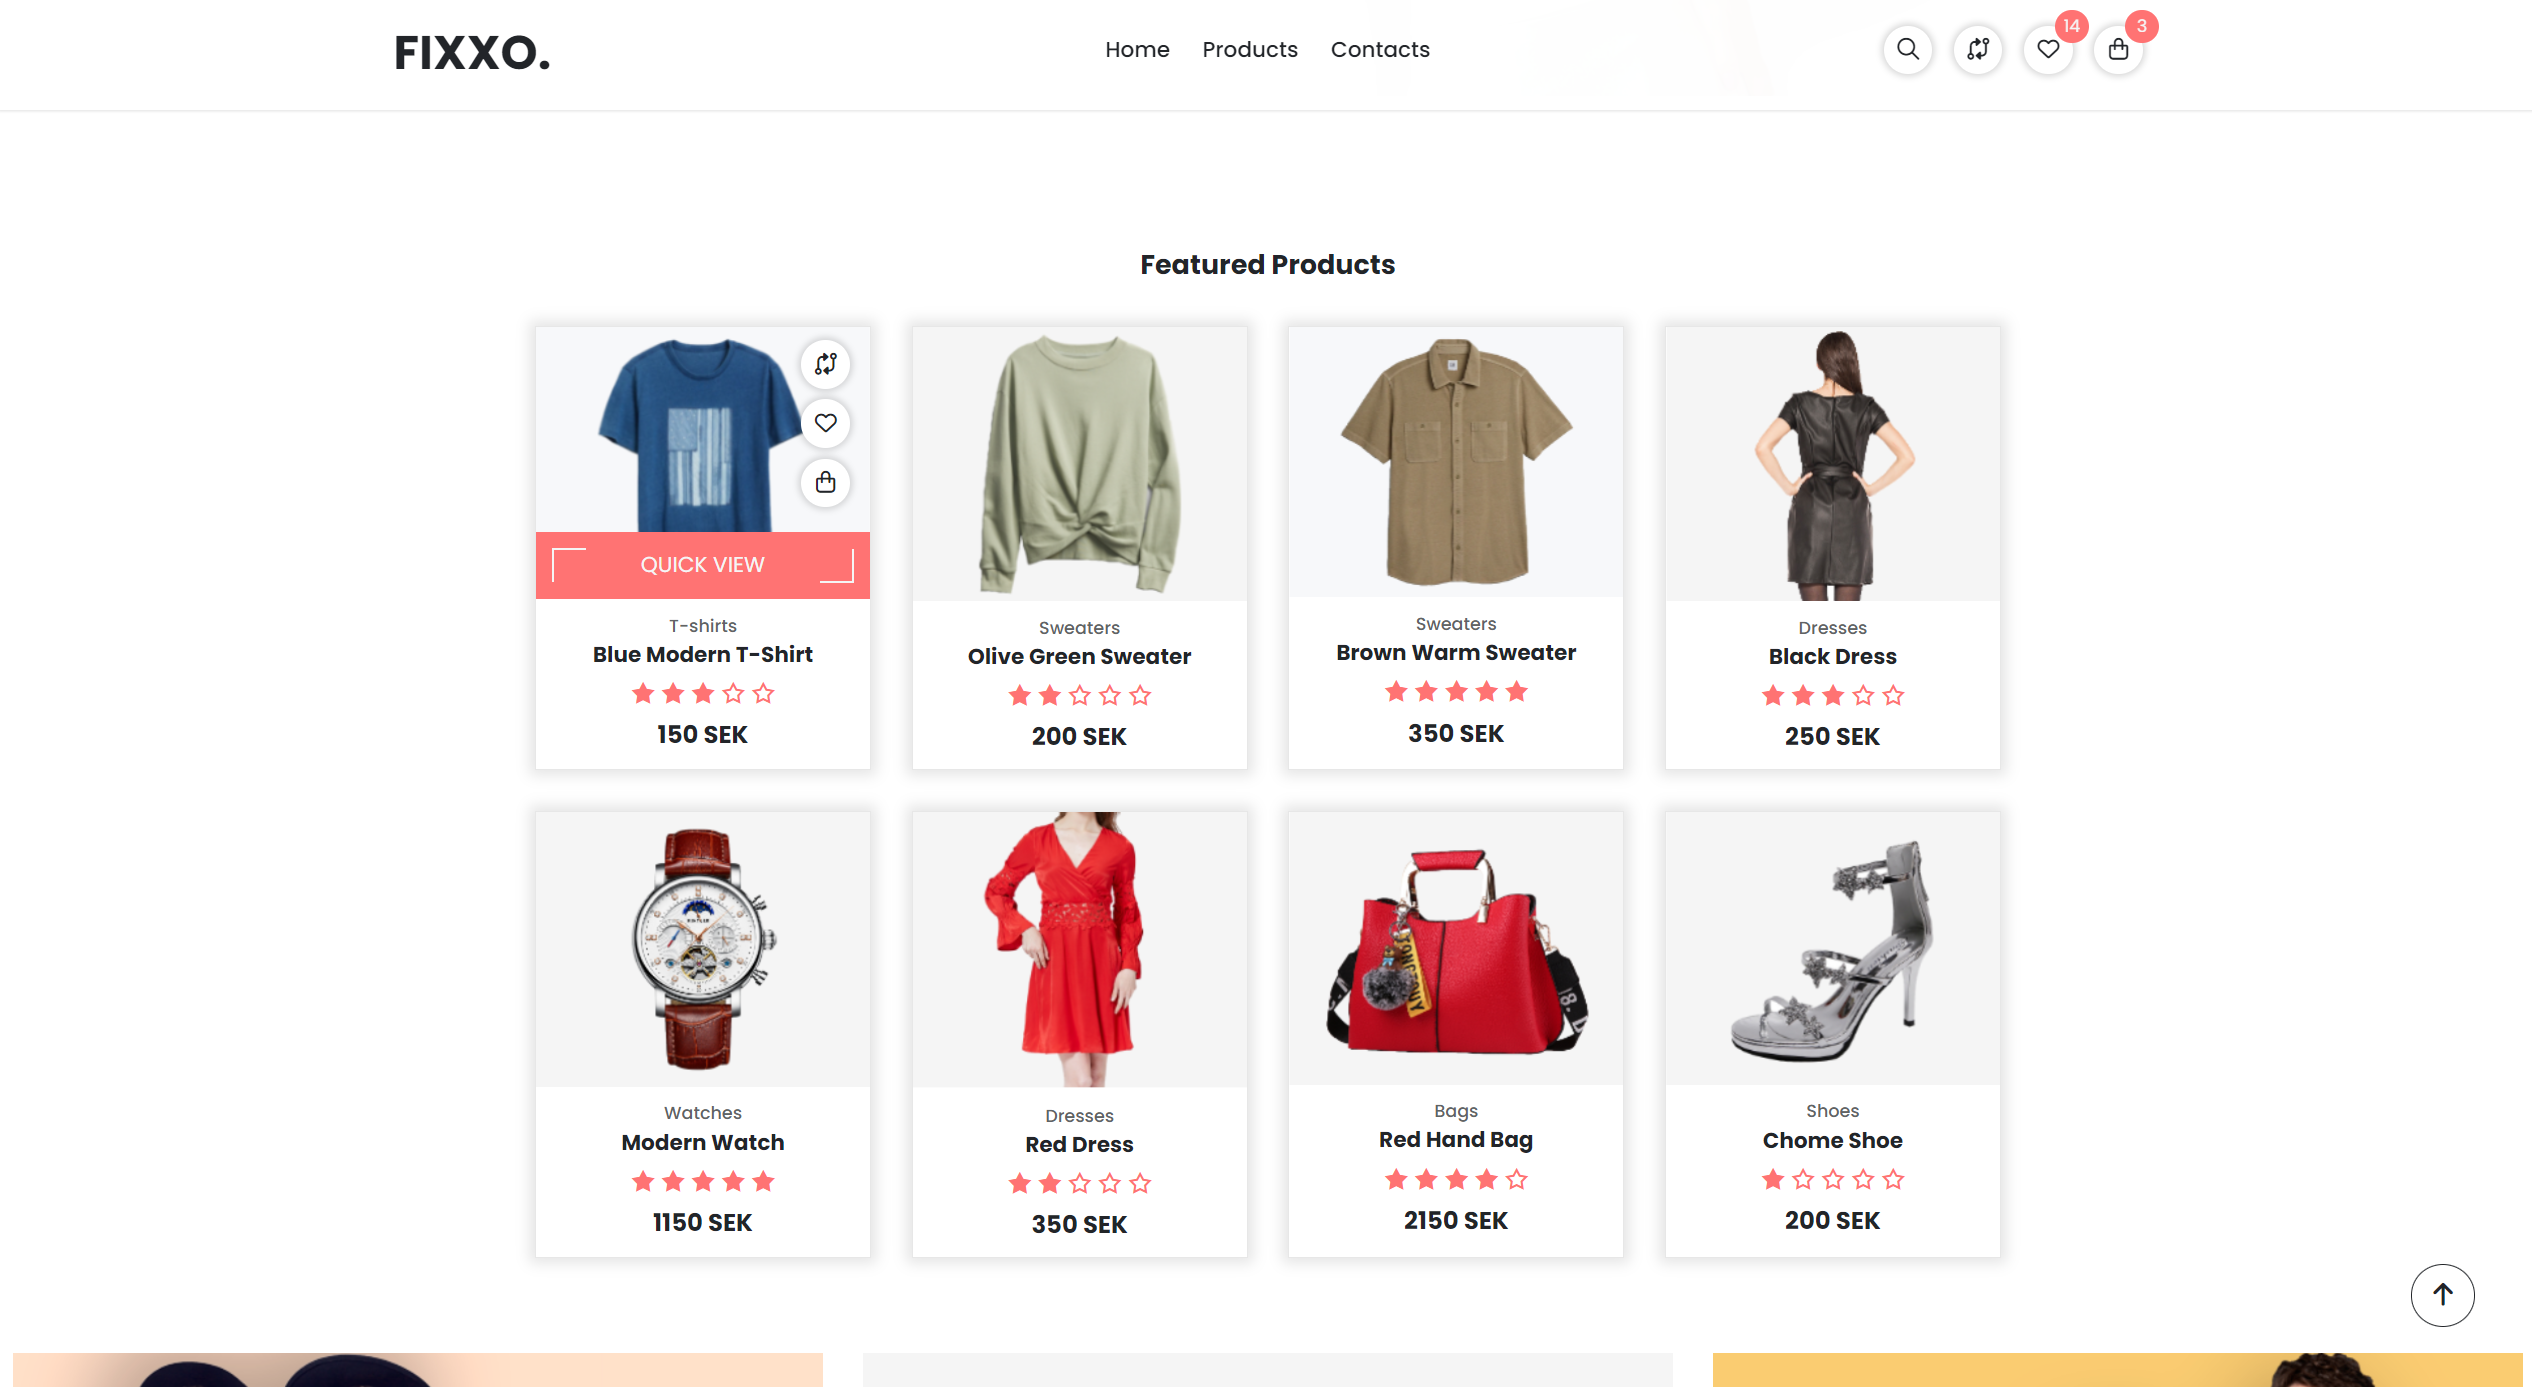 FIXXO.
Home Products Contacts
14
3
Featured Products
QUICK VIEW
T-shirts
Blue Modern T-Shirt
150 SEK
Sweaters
Olive Green Sweater
200 SEK
Sweaters
Brown Warm Sweater
350 SEK
Dresses
Black Dress
250 SEK
Watches
Modern Watch
1150 SEK
Dresses
Red Dress
350 SEK
Bags
Red Hand Bag
2150 SEK
Shoes
Chome Shoe
200 SEK